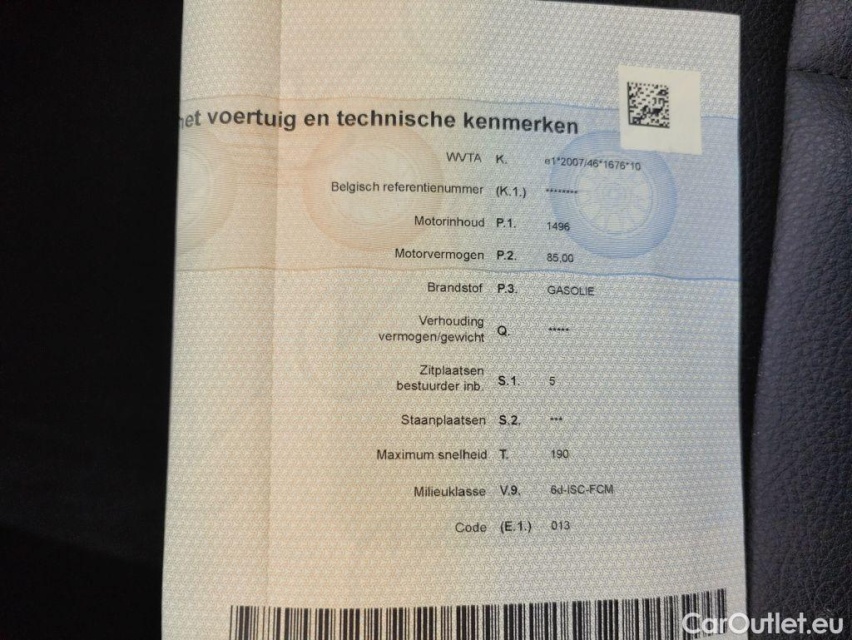 het voertuig en technische kenmerken
WVTA K. e1*2007/46*1676*10
Belgisch referentienummer (K.1.) ********
Motorinhoud P.1. 1496
Motorvermogen P.2. 85,00
Brandstof P.3. GASOLIE
Verhouding
vermogen/gewicht Q. *****
Zitplaatsen
bestuurder inb. S.1. 5
Staanplaatsen S.2. ***
Maximum snelheid T. 190
Milieuklasse V.9. 6d-ISC-FCM
Code (E.1.) 013
CarOutlet.eu